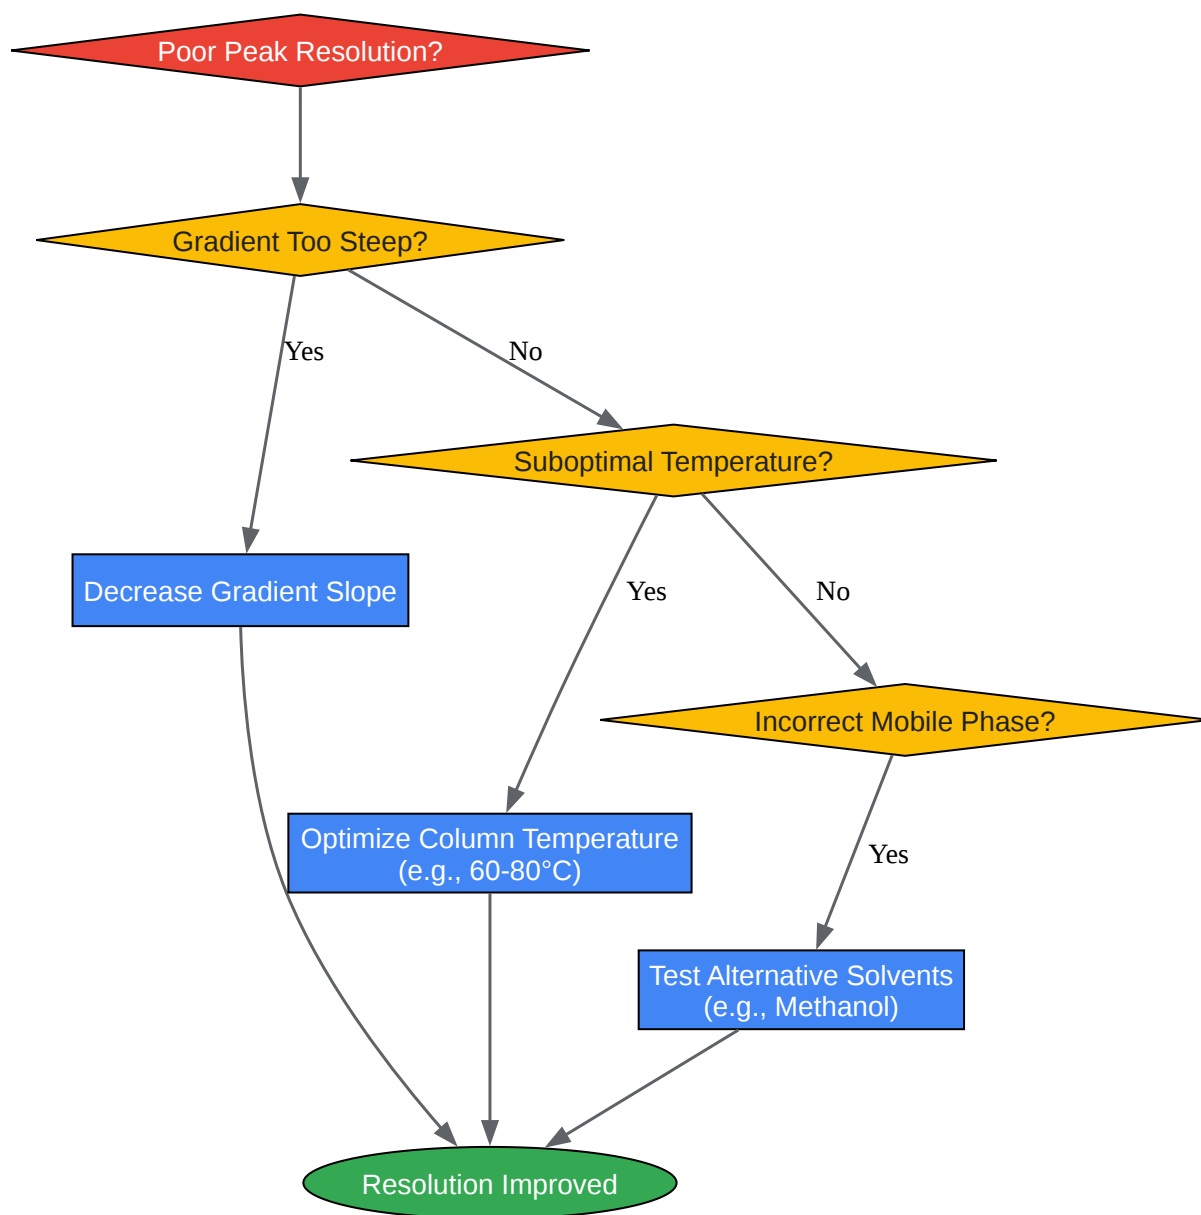 Poor Peak Resolution?
Gradient Too Steep?
Yes
No
Suboptimal Temperature?
Decrease Gradient Slope
Yes
No
Incorrect Mobile Phase?
Optimize Column Temperature
(e.g., 60-80°C)
Yes
Test Alternative Solvents
(e.g., Methanol)
Resolution Improved